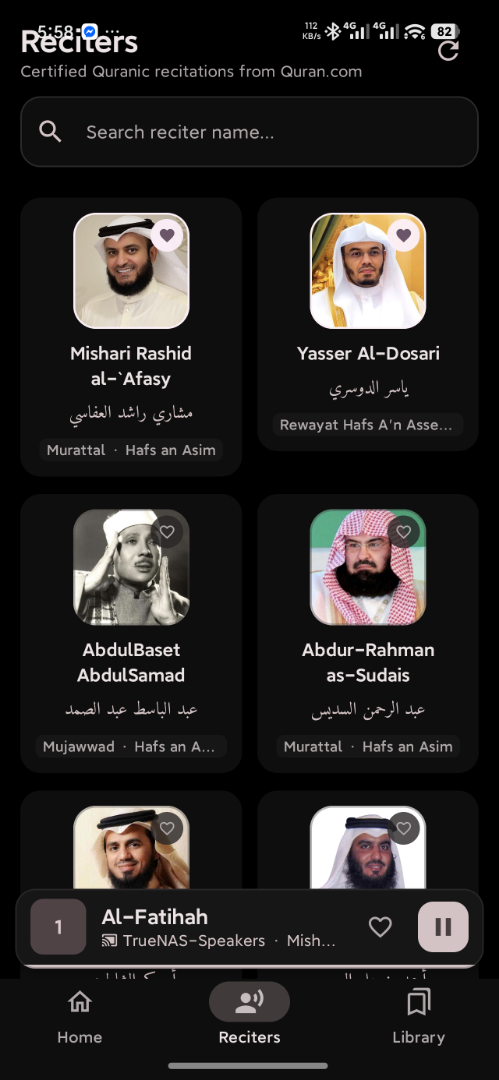 5:58 ...
112 KB/s 4G 4G 82
Reciters
Certified Quranic recitations from Quran.com
Search reciter name...
Mishari Rashid
al-`Afasy
مشاري راشد العفاسي
Murattal · Hafs an Asim
Yasser Al-Dosari
ياسر الدوسري
Rewayat Hafs A'n Asse...
AbdulBaset
AbdulSamad
عبد الباسط عبد الصمد
Mujawwad · Hafs an A...
Abdur-Rahman
as-Sudais
عبد الرحمن السديس
Murattal · Hafs an Asim
1
Al-Fatihah
TrueNAS-Speakers · Mish...
Home
Reciters
Library